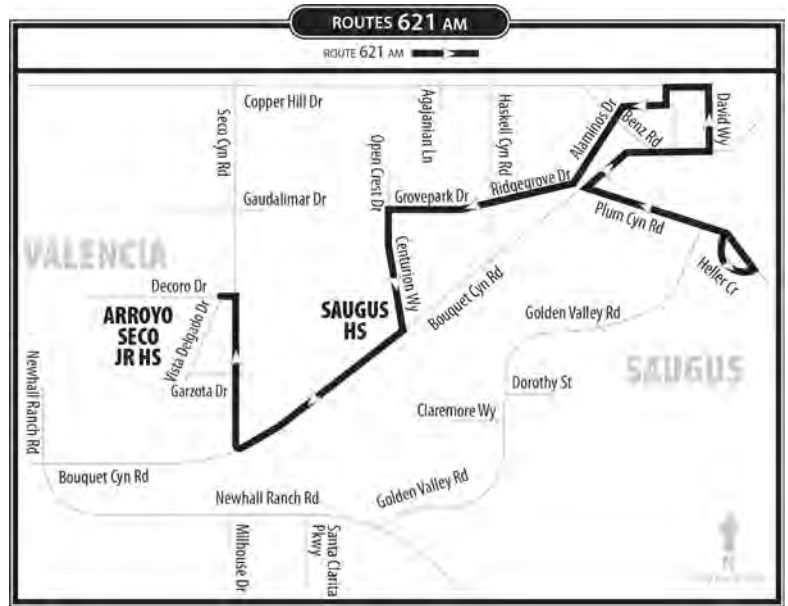 ROUTES 621 AM
ROUTE 621 AM
Copper Hill Dr
Seco Cyn Rd
Agajanian Ln
Haskell Cyn Rd
Alaminos Dr
Benz Rd
David Wy
Open Crest Dr
Grovepark Dr
Ridgegrove Dr
Gaudalimar Dr
Plum Cyn Rd
VALENCIA
Centurion Wy
Heller Cr
Decoro Dr
Bouquet Cyn Rd
ARROYO
SECO
JR HS
Vista Delgado Dr
SAUGUS
HS
Golden Valley Rd
SAUGUS
Newhall Ranch Rd
Garzota Dr
Dorothy St
Claremore Wy
Bouquet Cyn Rd
Golden Valley Rd
Newhall Ranch Rd
Milhouse Dr
Santa Clarita
Pkwy
N